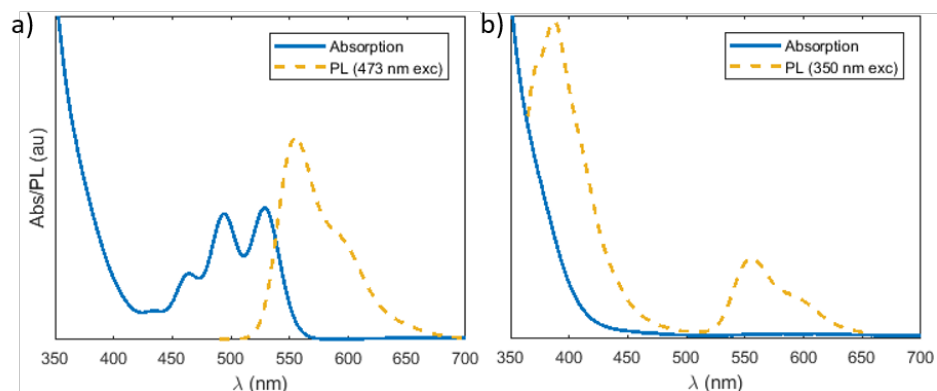 a)
Absorption
PL (473 nm exc)
Abs/PL (au)
350 400 450 500 550 600 650 700
λ (nm)
b)
Absorption
PL (350 nm exc)
350 400 450 500 550 600 650 700
λ (nm)